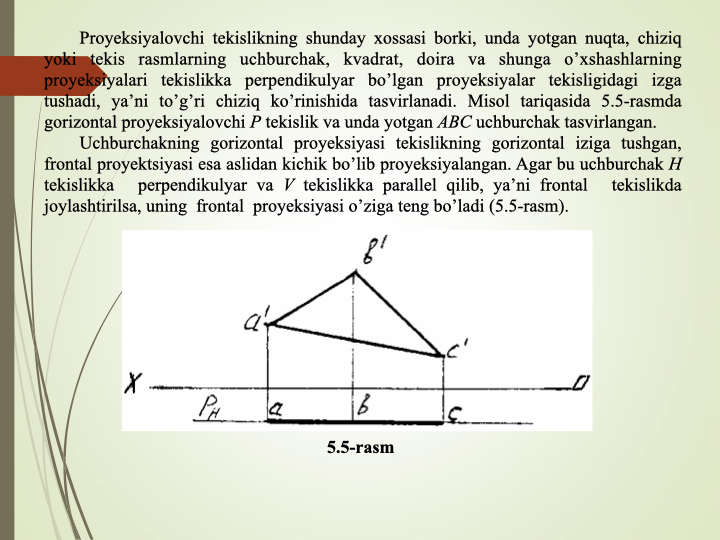 Proyeksiyalovchi tekislikning shunday xossasi borki, unda yotgan nuqta, chiziq
yoki tekis rasmlarning uchburchak, kvadrat, doira va shunga o’xshashlarning
proyeksiyalari tekislikka perpendikulyar bo’lgan proyeksiyalar tekisligidagi izga
tushadi, ya’ni to’g’ri chiziq ko’rinishida tasvirlanadi. Misol tariqasida 5.5-rasmda
gorizontal proyeksiyalovchi P tekislik va unda yotgan ABC uchburchak tasvirlangan.
Uchburchakning gorizontal proyeksiyasi tekislikning gorizontal iziga tushgan,
frontal proyektsiyasi esa aslidan kichik bo’lib proyeksiyalangan. Agar bu uchburchak H
tekislikka perpendikulyar va V tekislikka parallel qilib, ya’ni frontal tekislikda
joylashtirilsa, uning frontal proyeksiyasi o’ziga teng bo’ladi (5.5-rasm).
b'
a'
c'
X O
P_H a b c
5.5-rasm